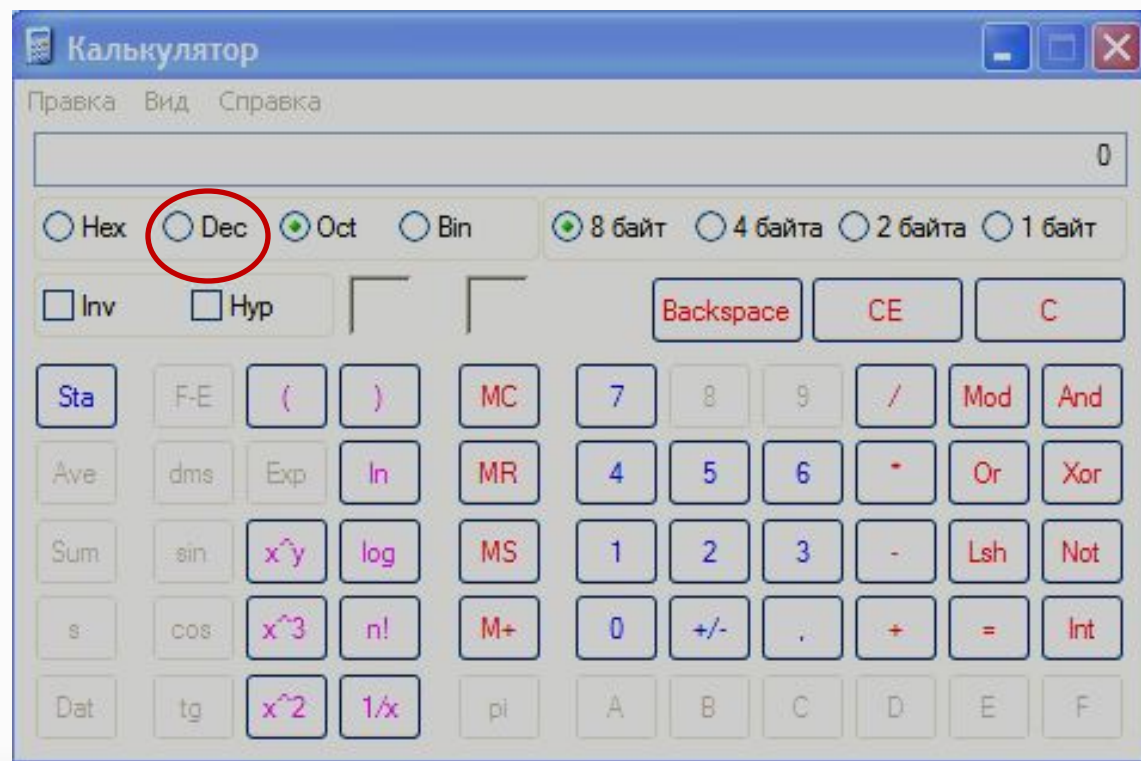 Калькулятор
Правка Вид Справка
0
Hex Dec Oct Bin 8 байт 4 байта 2 байта 1 байт
Inv Hyp Backspace CE C
Sta F-E ( ) MC 7 8 9 / Mod And
Ave dms Exp ln MR 4 5 6 * Or Xor
Sum sin x^y log MS 1 2 3 - Lsh Not
s cos x^3 n! M+ 0 +/- , + = Int
Dat tg x^2 1/x pi A B C D E F